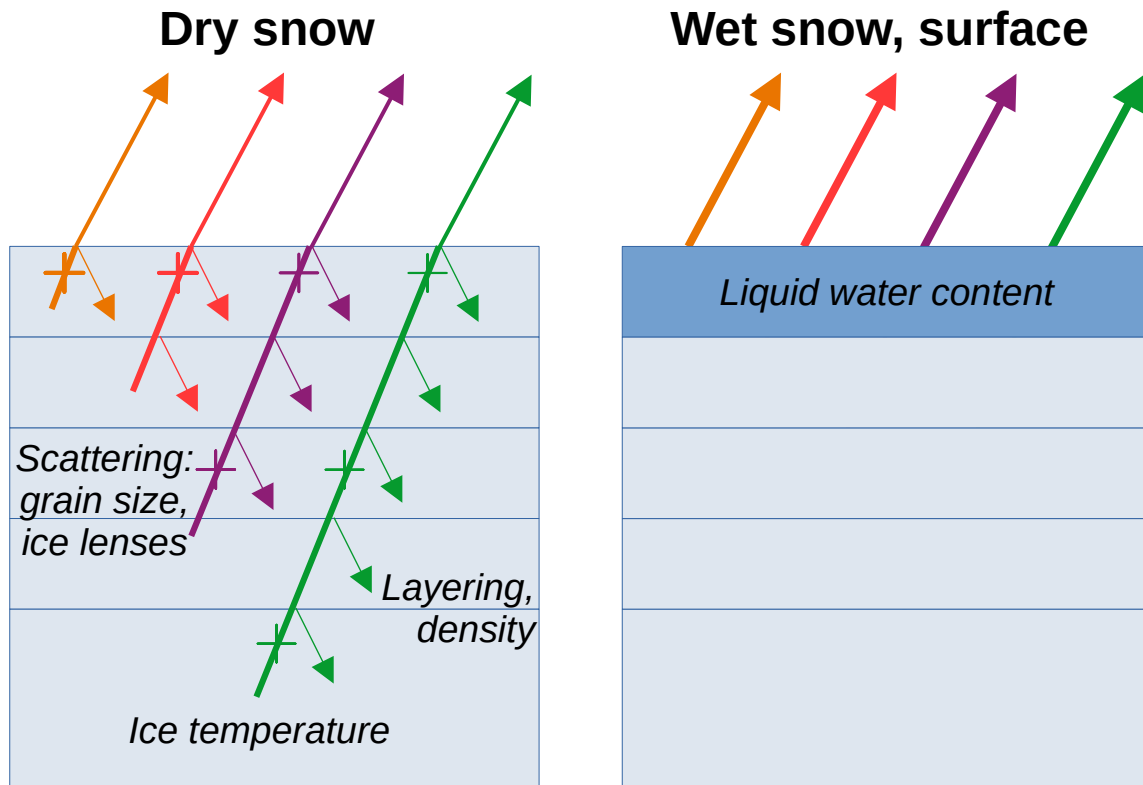 Dry snow
Wet snow, surface
Liquid water content
Scattering:
grain size,
ice lenses
Layering,
density
Ice temperature